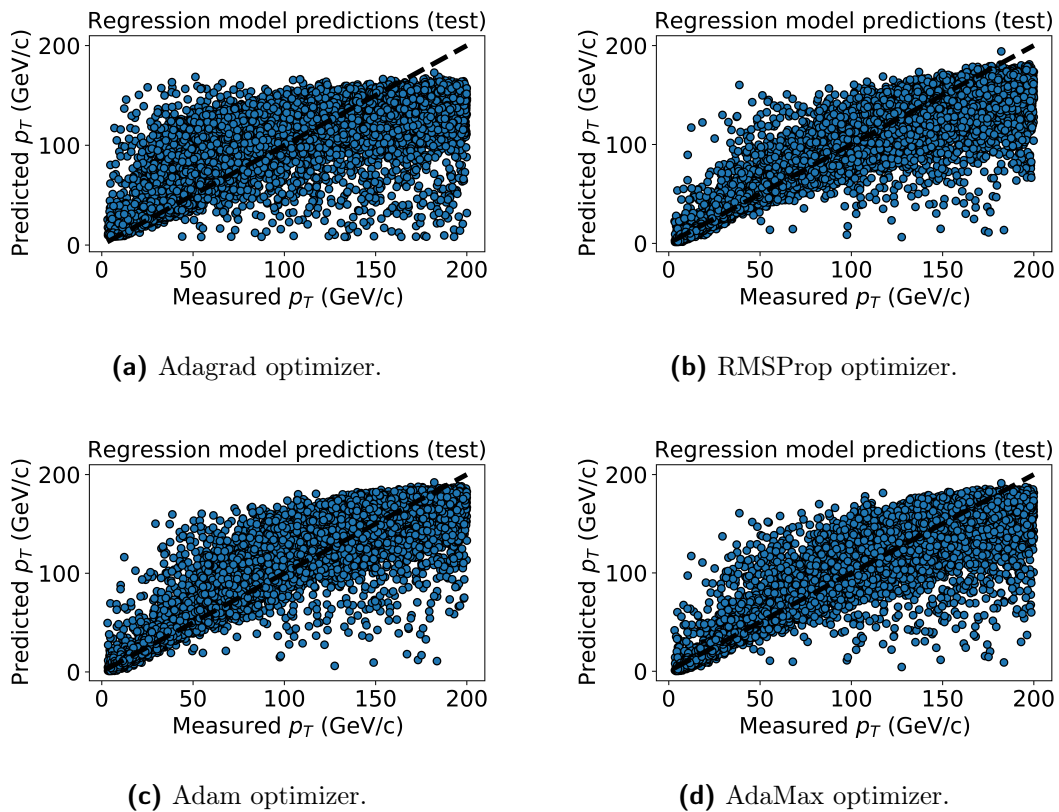 Regression model predictions (test)
Predicted p_T (GeV/c)
200
100
0
0 50 100 150 200
Measured p_T (GeV/c)
(a) Adagrad optimizer.
Regression model predictions (test)
Predicted p_T (GeV/c)
200
100
0
0 50 100 150 200
Measured p_T (GeV/c)
(b) RMSProp optimizer.
Regression model predictions (test)
Predicted p_T (GeV/c)
200
100
0
0 50 100 150 200
Measured p_T (GeV/c)
(c) Adam optimizer.
Regression model predictions (test)
Predicted p_T (GeV/c)
200
100
0
0 50 100 150 200
Measured p_T (GeV/c)
(d) AdaMax optimizer.